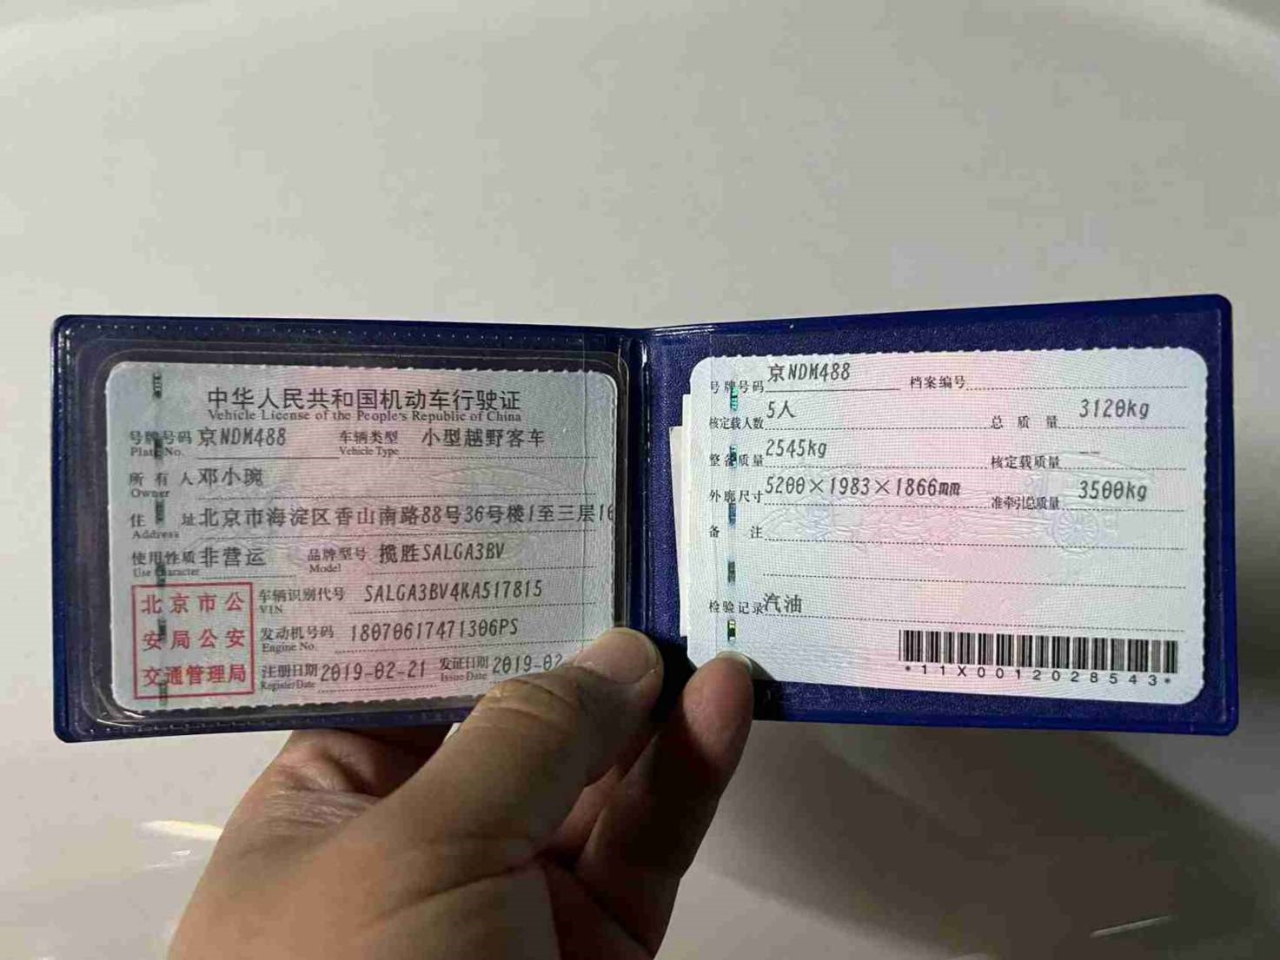 中华人民共和国机动车行驶证
Vehicle License of the People's Republic of China
号牌号码 京NDM488 车辆类型 小型越野客车
Plate No. Vehicle Type
所有人 邓小琬
Owner
住址 北京市海淀区香山南路88号36号楼1至三层
Address
使用性质 非营运 品牌型号 揽胜SALGA3BV
Use Character Model
北京市公安局公安交通管理局
车辆识别代号 SALGA3BV4KA517815
VIN
发动机号码 18070617471306PS
Engine No.
注册日期 2019-02-21 发证日期 2019-02
Register Date Issue Date
号牌号码 京NDM488 档案编号
核定载人数 5人 总质量 3120kg
整备质量 2545kg 核定载质量 --
外廓尺寸 5200×1983×1866mm 准牵引总质量 3500kg
备注
检验记录 汽油
*11X0012028543*